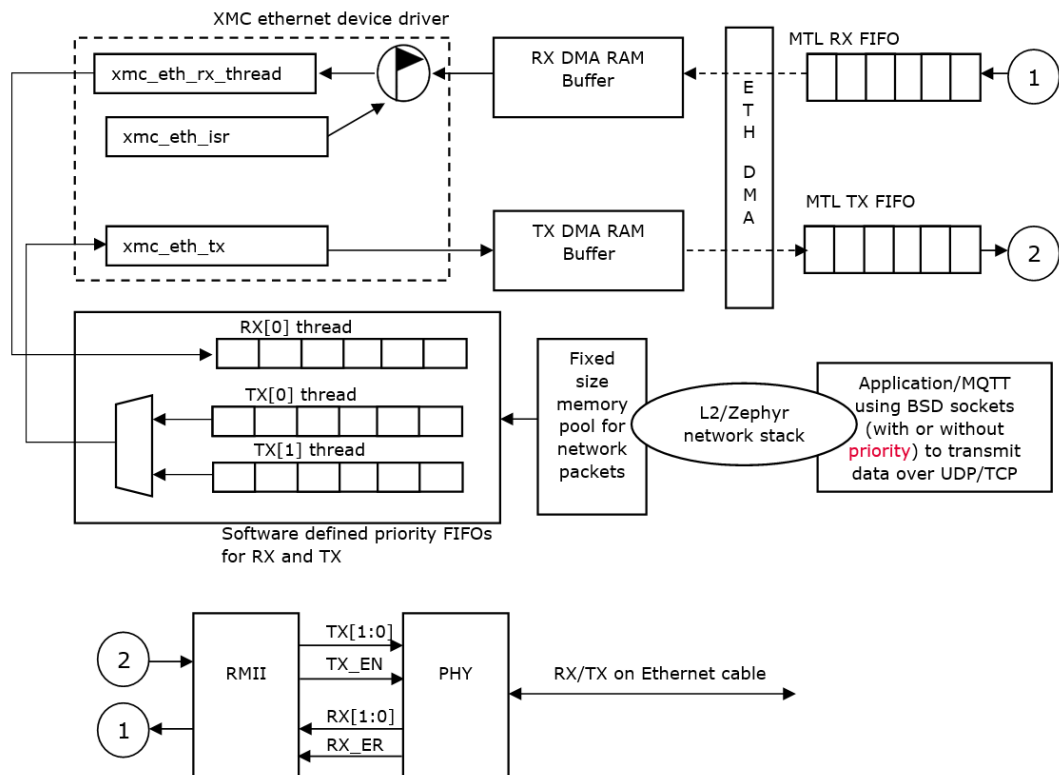 XMC ethernet device driver
xmc_eth_rx_thread
xmc_eth_isr
xmc_eth_tx
RX DMA RAM
Buffer
TX DMA RAM
Buffer
E
T
H
D
M
A
MTL RX FIFO
1
MTL TX FIFO
2
RX[0] thread
TX[0] thread
TX[1] thread
Software defined priority FIFOs
for RX and TX
Fixed
size
memory
pool for
network
packets
L2/Zephyr
network stack
Application/MQTT
using BSD sockets
(with or without
priority) to transmit
data over UDP/TCP
2
1
RMII
TX[1:0]
TX_EN
RX[1:0]
RX_ER
PHY
RX/TX on Ethernet cable